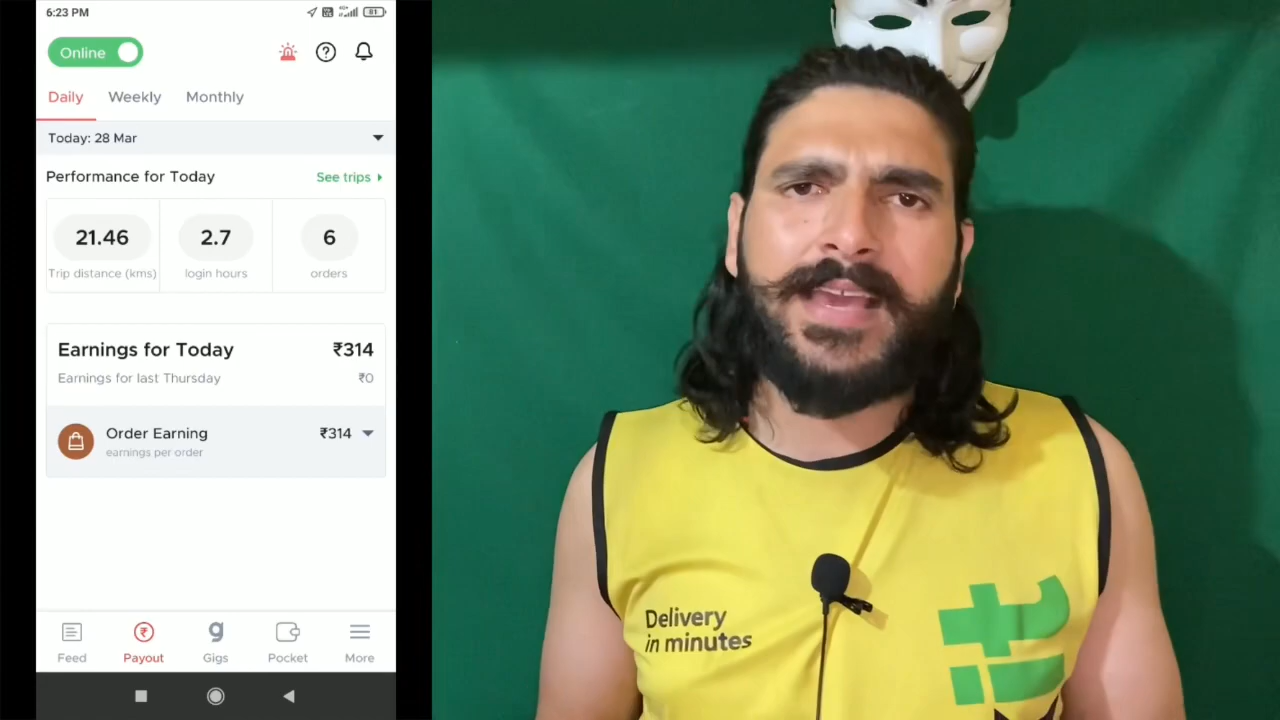 6:23 PM
4G+
81
Online
Daily Weekly Monthly
Today: 28 Mar
Performance for Today
See trips
21.46
2.7
6
Trip distance (kms)
login hours
orders
Earnings for Today
₹314
Earnings for last Thursday
₹0
Order Earning
₹314
earnings per order
Feed
Payout
g
Gigs
Pocket
More
Delivery
in minutes